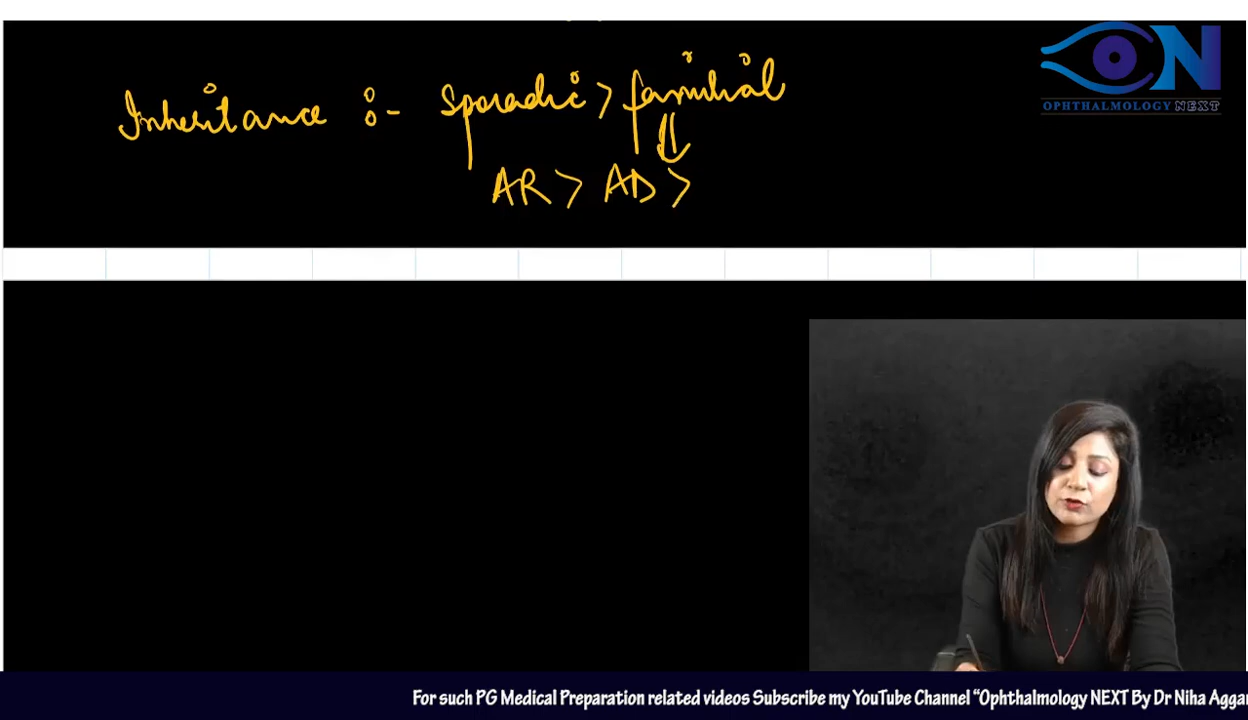 Inheritance :- Sporadic > familial
AR > AD >
ON
OPHTHALMOLOGY NEXT
For such PG Medical Preparation related videos Subscribe my YouTube Channel "Ophthalmology NEXT By Dr Niha Aggar